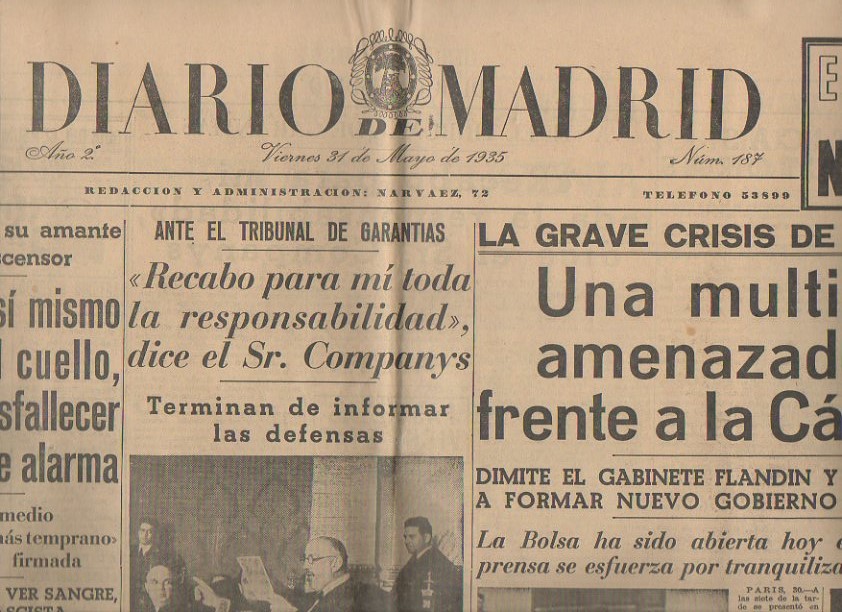 DIARIO DE MADRID
Año 2.º
Viernes 31 de Mayo de 1935
Núm. 187
REDACCION Y ADMINISTRACION: NARVAEZ, 72
TELEFONO 53899
E
N
su amante
scensor
sí mismo
l cuello,
sfallecer
e alarma
medio
ás temprano»
firmada
VER SANGRE,
ANTE EL TRIBUNAL DE GARANTIAS
«Recabo para mí toda
la responsabilidad»,
dice el Sr. Companys
Terminan de informar
las defensas
LA GRAVE CRISIS DE
Una multi
amenazad
frente a la Cá
DIMITE EL GABINETE FLANDIN Y
A FORMAR NUEVO GOBIERNO
La Bolsa ha sido abierta hoy
prensa se esfuerza por tranquiliza
PARIS, 30.—A
las siete de la tar-
de se presentó en